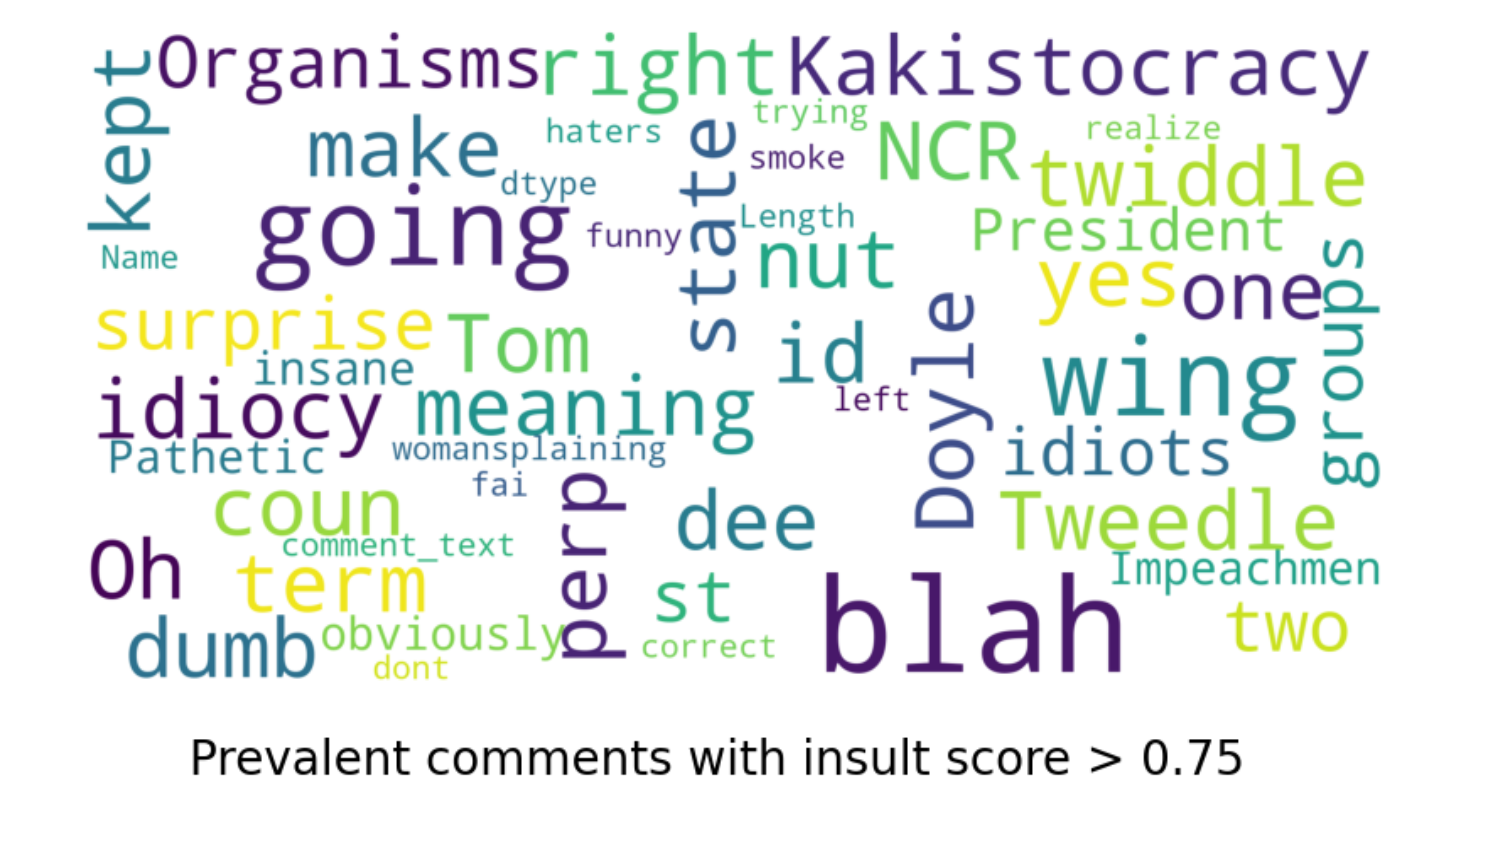 kept
Organisms
right
Kakistocracy
make
haters
trying
NCR
realize
smoke
twiddle
dtype
state
going
funny
Length
President
nut
Name
yes
one
groups
surprise
Tom
id
Doyle
wing
insane
idiocy
meaning
left
Pathetic
womansplaining
idiots
fai
perp
coun
dee
Tweedle
comment_text
Oh
term
st
blah
Impeachmen
two
dumb
obviously
correct
dont
Prevalent comments with insult score > 0.75